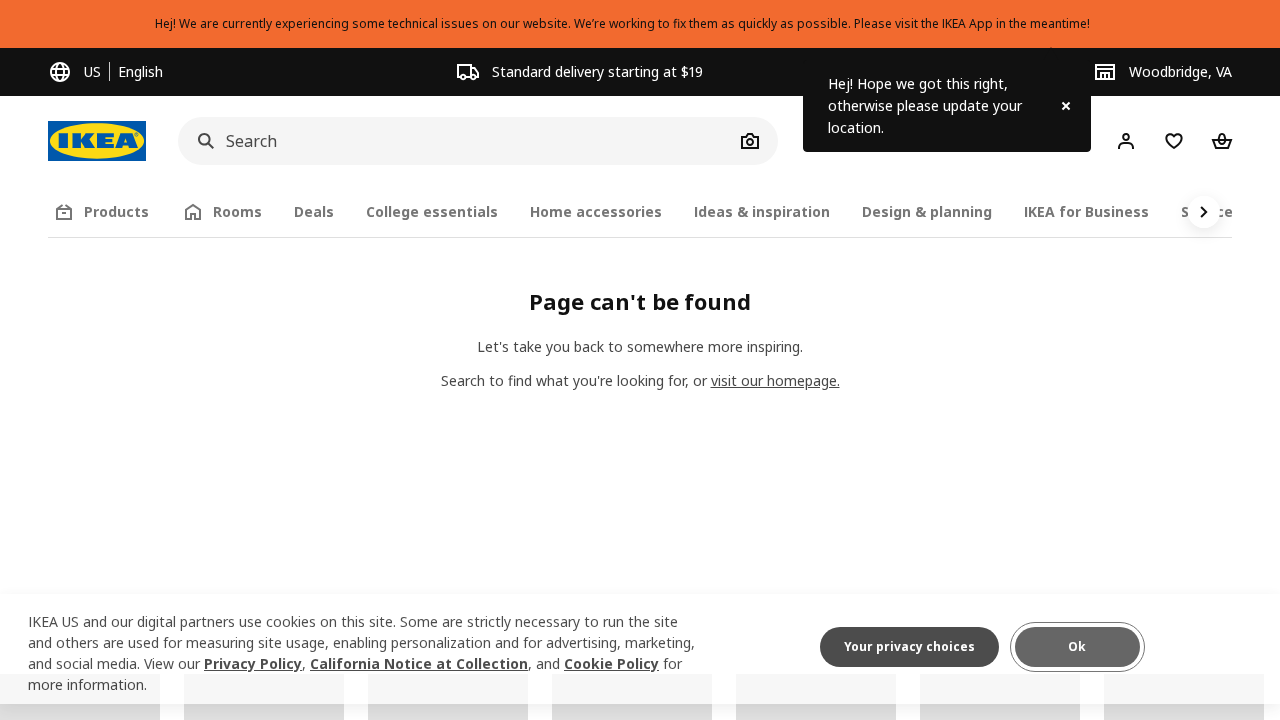 Hej! We are currently experiencing some technical issues on our website. We’re working to fix them as quickly as possible. Please visit the IKEA App in the meantime!
US English
Standard delivery starting at $19
Woodbridge, VA
Hej! Hope we got this right,
otherwise please update your
location.
IKEA
Search
Products
Rooms
Deals
College essentials
Home accessories
Ideas & inspiration
Design & planning
IKEA for Business
Page can't be found
Let's take you back to somewhere more inspiring.
Search to find what you're looking for, or visit our homepage.
IKEA US and our digital partners use cookies on this site. Some are strictly necessary to run the site
and others are used for measuring site usage, enabling personalization and for advertising, marketing,
and social media. View our Privacy Policy, California Notice at Collection, and Cookie Policy for
more information.
Your privacy choices
Ok